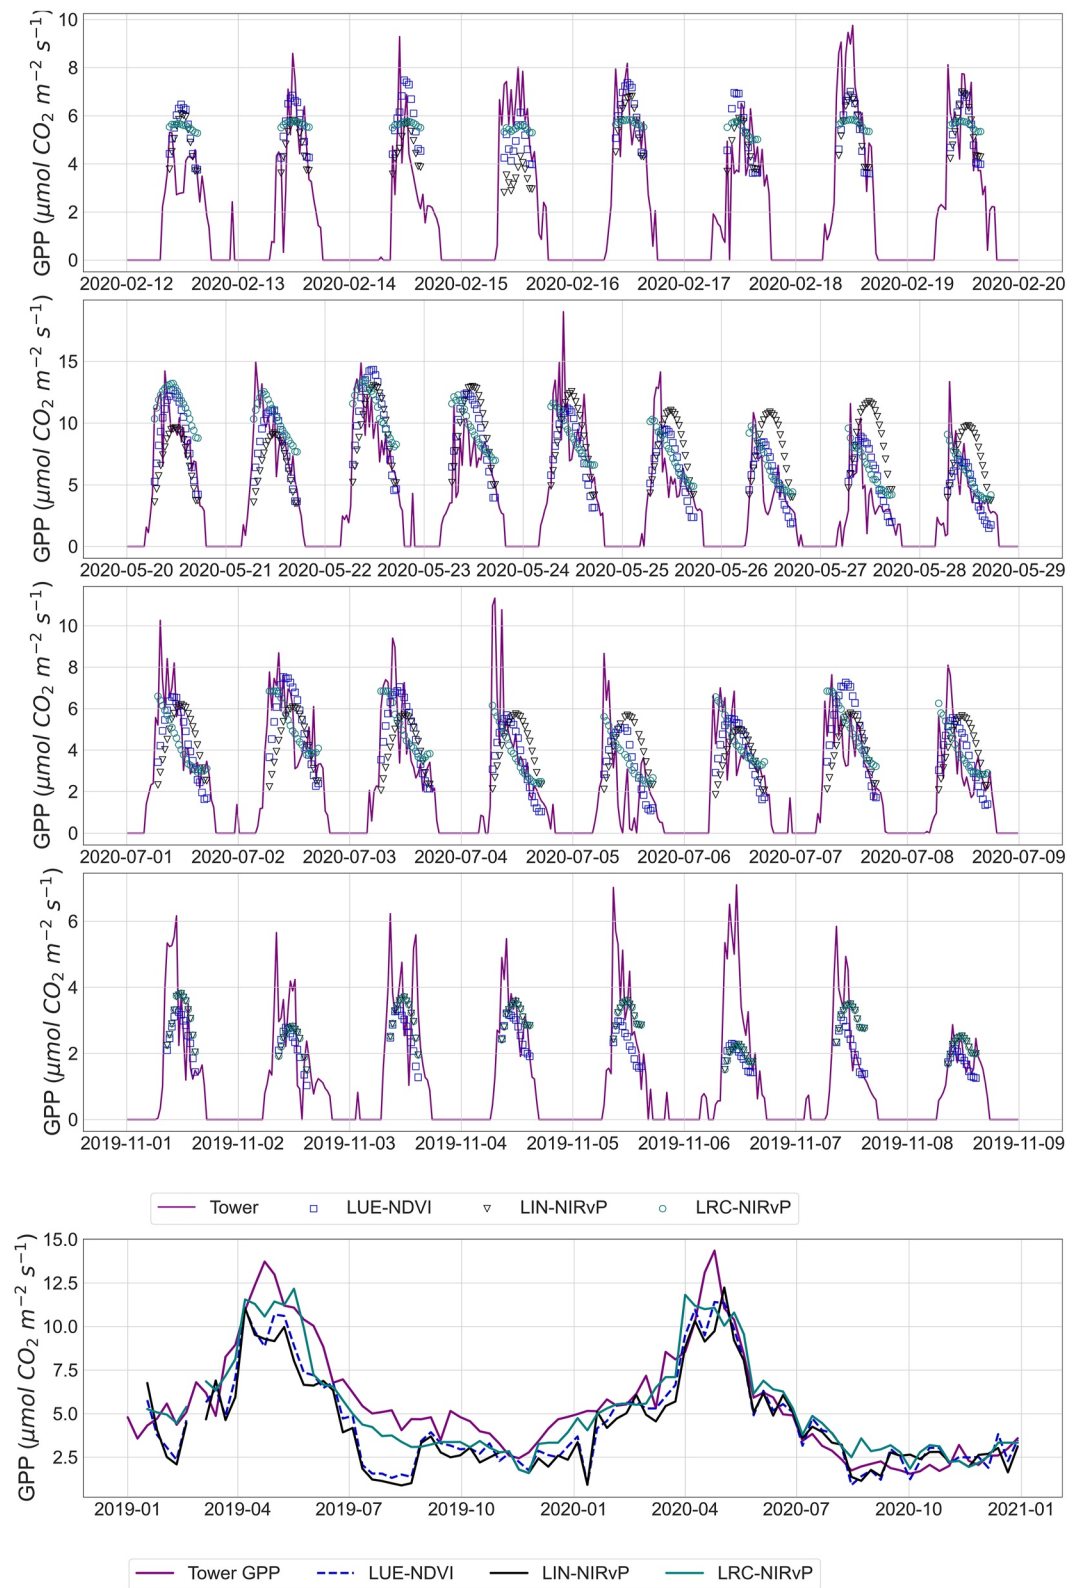 GPP (μmol CO₂ m⁻² s⁻¹)
10
8
6
4
2
0
2020-02-12 2020-02-13 2020-02-14 2020-02-15 2020-02-16 2020-02-17 2020-02-18 2020-02-19 2020-02-20
GPP (μmol CO₂ m⁻² s⁻¹)
15
10
5
0
2020-05-20 2020-05-21 2020-05-22 2020-05-23 2020-05-24 2020-05-25 2020-05-26 2020-05-27 2020-05-28 2020-05-29
GPP (μmol CO₂ m⁻² s⁻¹)
10
8
6
4
2
0
2020-07-01 2020-07-02 2020-07-03 2020-07-04 2020-07-05 2020-07-06 2020-07-07 2020-07-08 2020-07-09
GPP (μmol CO₂ m⁻² s⁻¹)
6
4
2
0
2019-11-01 2019-11-02 2019-11-03 2019-11-04 2019-11-05 2019-11-06 2019-11-07 2019-11-08 2019-11-09
Tower LUE-NDVI LIN-NIRvP LRC-NIRvP
GPP (μmol CO₂ m⁻² s⁻¹)
15.0
12.5
10.0
7.5
5.0
2.5
2019-01 2019-04 2019-07 2019-10 2020-01 2020-04 2020-07 2020-10 2021-01
Tower GPP LUE-NDVI LIN-NIRvP LRC-NIRvP